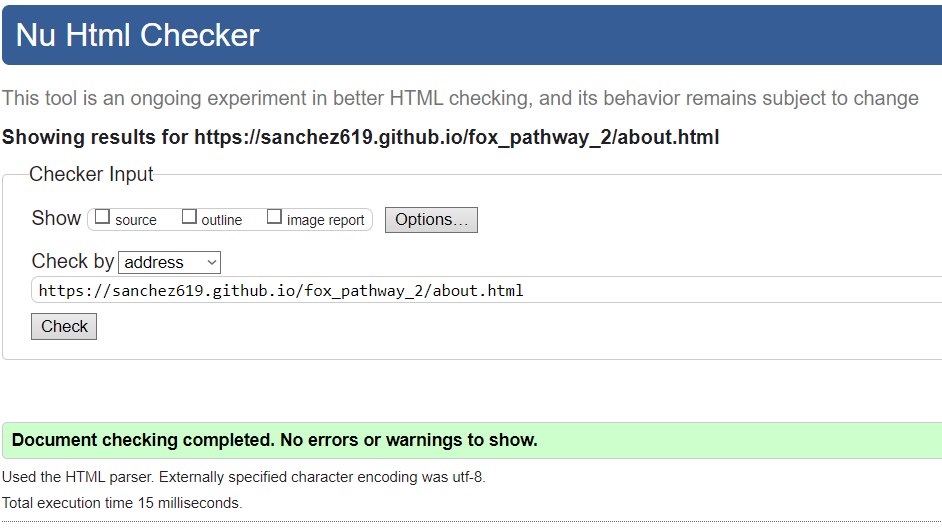 Nu Html Checker
This tool is an ongoing experiment in better HTML checking, and its behavior remains subject to change
Showing results for https://sanchez619.github.io/fox_pathway_2/about.html
Checker Input
Show source outline image report Options...
Check by address
https://sanchez619.github.io/fox_pathway_2/about.html
Check
Document checking completed. No errors or warnings to show.
Used the HTML parser. Externally specified character encoding was utf-8.
Total execution time 15 milliseconds.